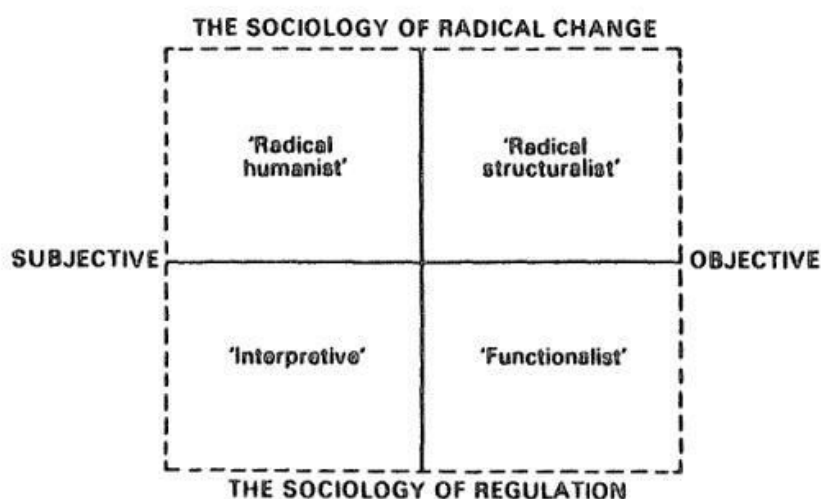 THE SOCIOLOGY OF RADICAL CHANGE
'Radical
humanist'
'Radical
structuralist'
SUBJECTIVE
OBJECTIVE
'Interpretive'
'Functionalist'
THE SOCIOLOGY OF REGULATION